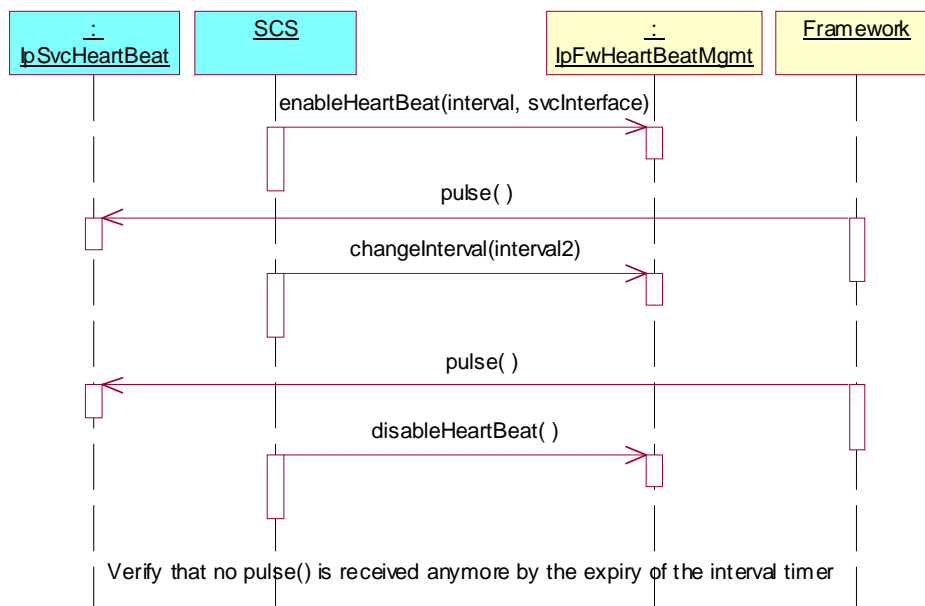 :
IpSvcHeartBeat
SCS
:
IpFwHeartBeatMgmt
Framework
enableHeartBeat(interval, svcInterface)
pulse( )
changeInterval(interval2)
pulse( )
disableHeartBeat( )
Verify that no pulse() is received anymore by the expiry of the interval timer